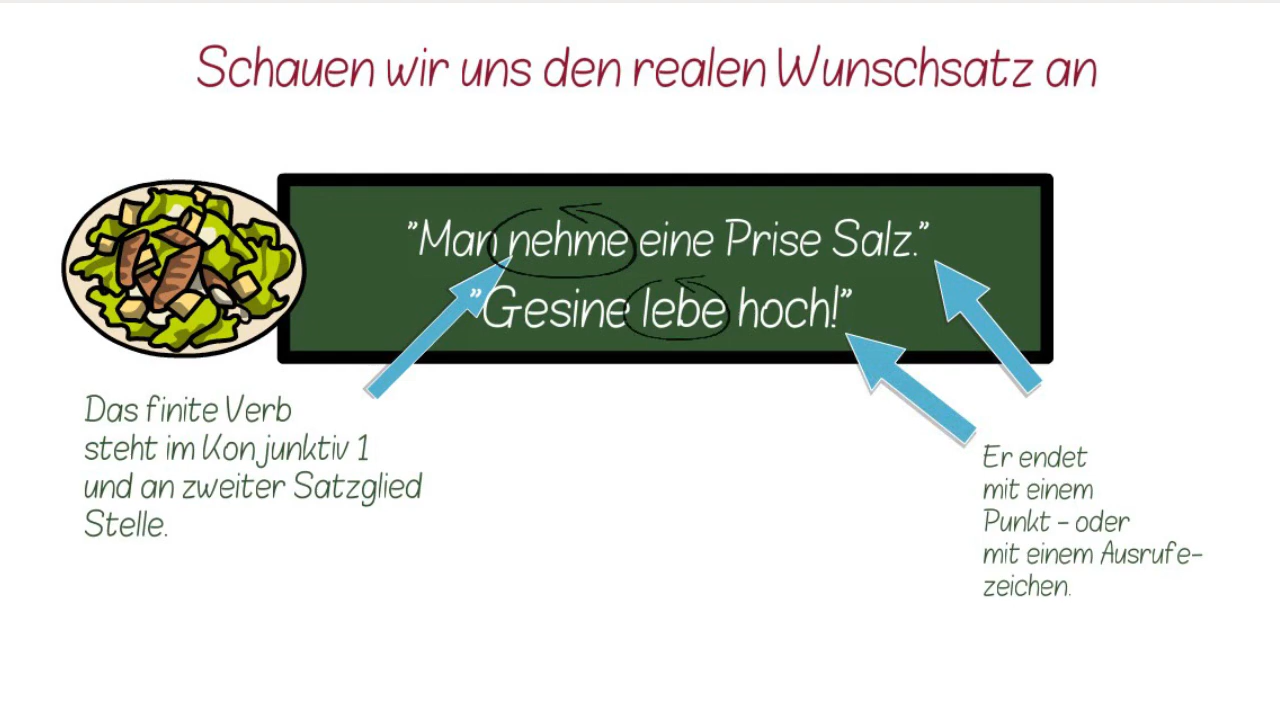 Schauen wir uns den realen Wunschsatz an
"Man nehme eine Prise Salz."
"Gesine lebe hoch!"
Das finite Verb
steht im Konjunktiv 1
und an zweiter Satzglied
Stelle.
Er endet
mit einem
Punkt - oder
mit einem Ausrufe-
zeichen.